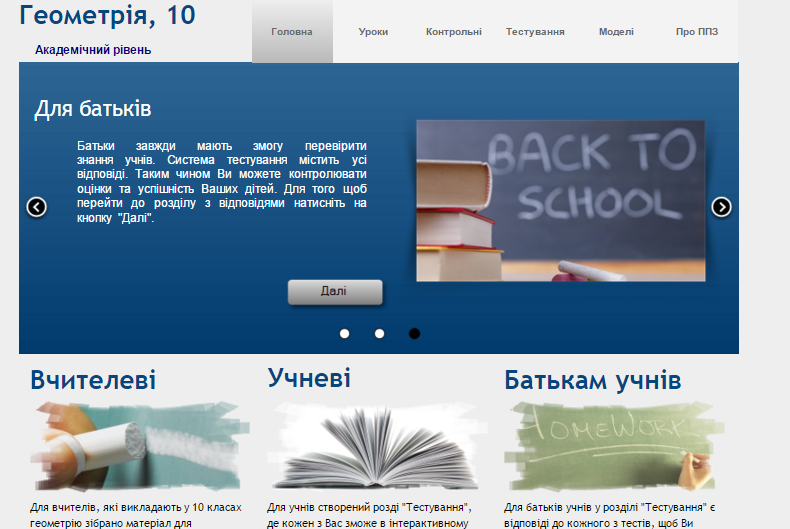 Геометрія, 10
Академічний рівень
Головна
Уроки
Контрольні
Тестування
Моделі
Про ППЗ
Для батьків
Батьки завжди мають змогу перевірити
знання учнів. Система тестування містить усі
відповіді. Таким чином Ви можете контролювати
оцінки та успішність Ваших дітей. Для того щоб
перейти до розділу з відповідями натисніть на
кнопку "Далі".
BACK TO
SCHOOL
Далі
Вчителеві
Учневі
Батькам учнів
HOMEWORK
Для вчителів, які викладають у 10 класах
геометрію зібрано матеріал для
Для учнів створений розді "Тестування",
де кожен з Вас зможе в інтерактивному
Для батьків учнів у розділі "Тестування" є
відповіді до кожного з тестів, щоб Ви